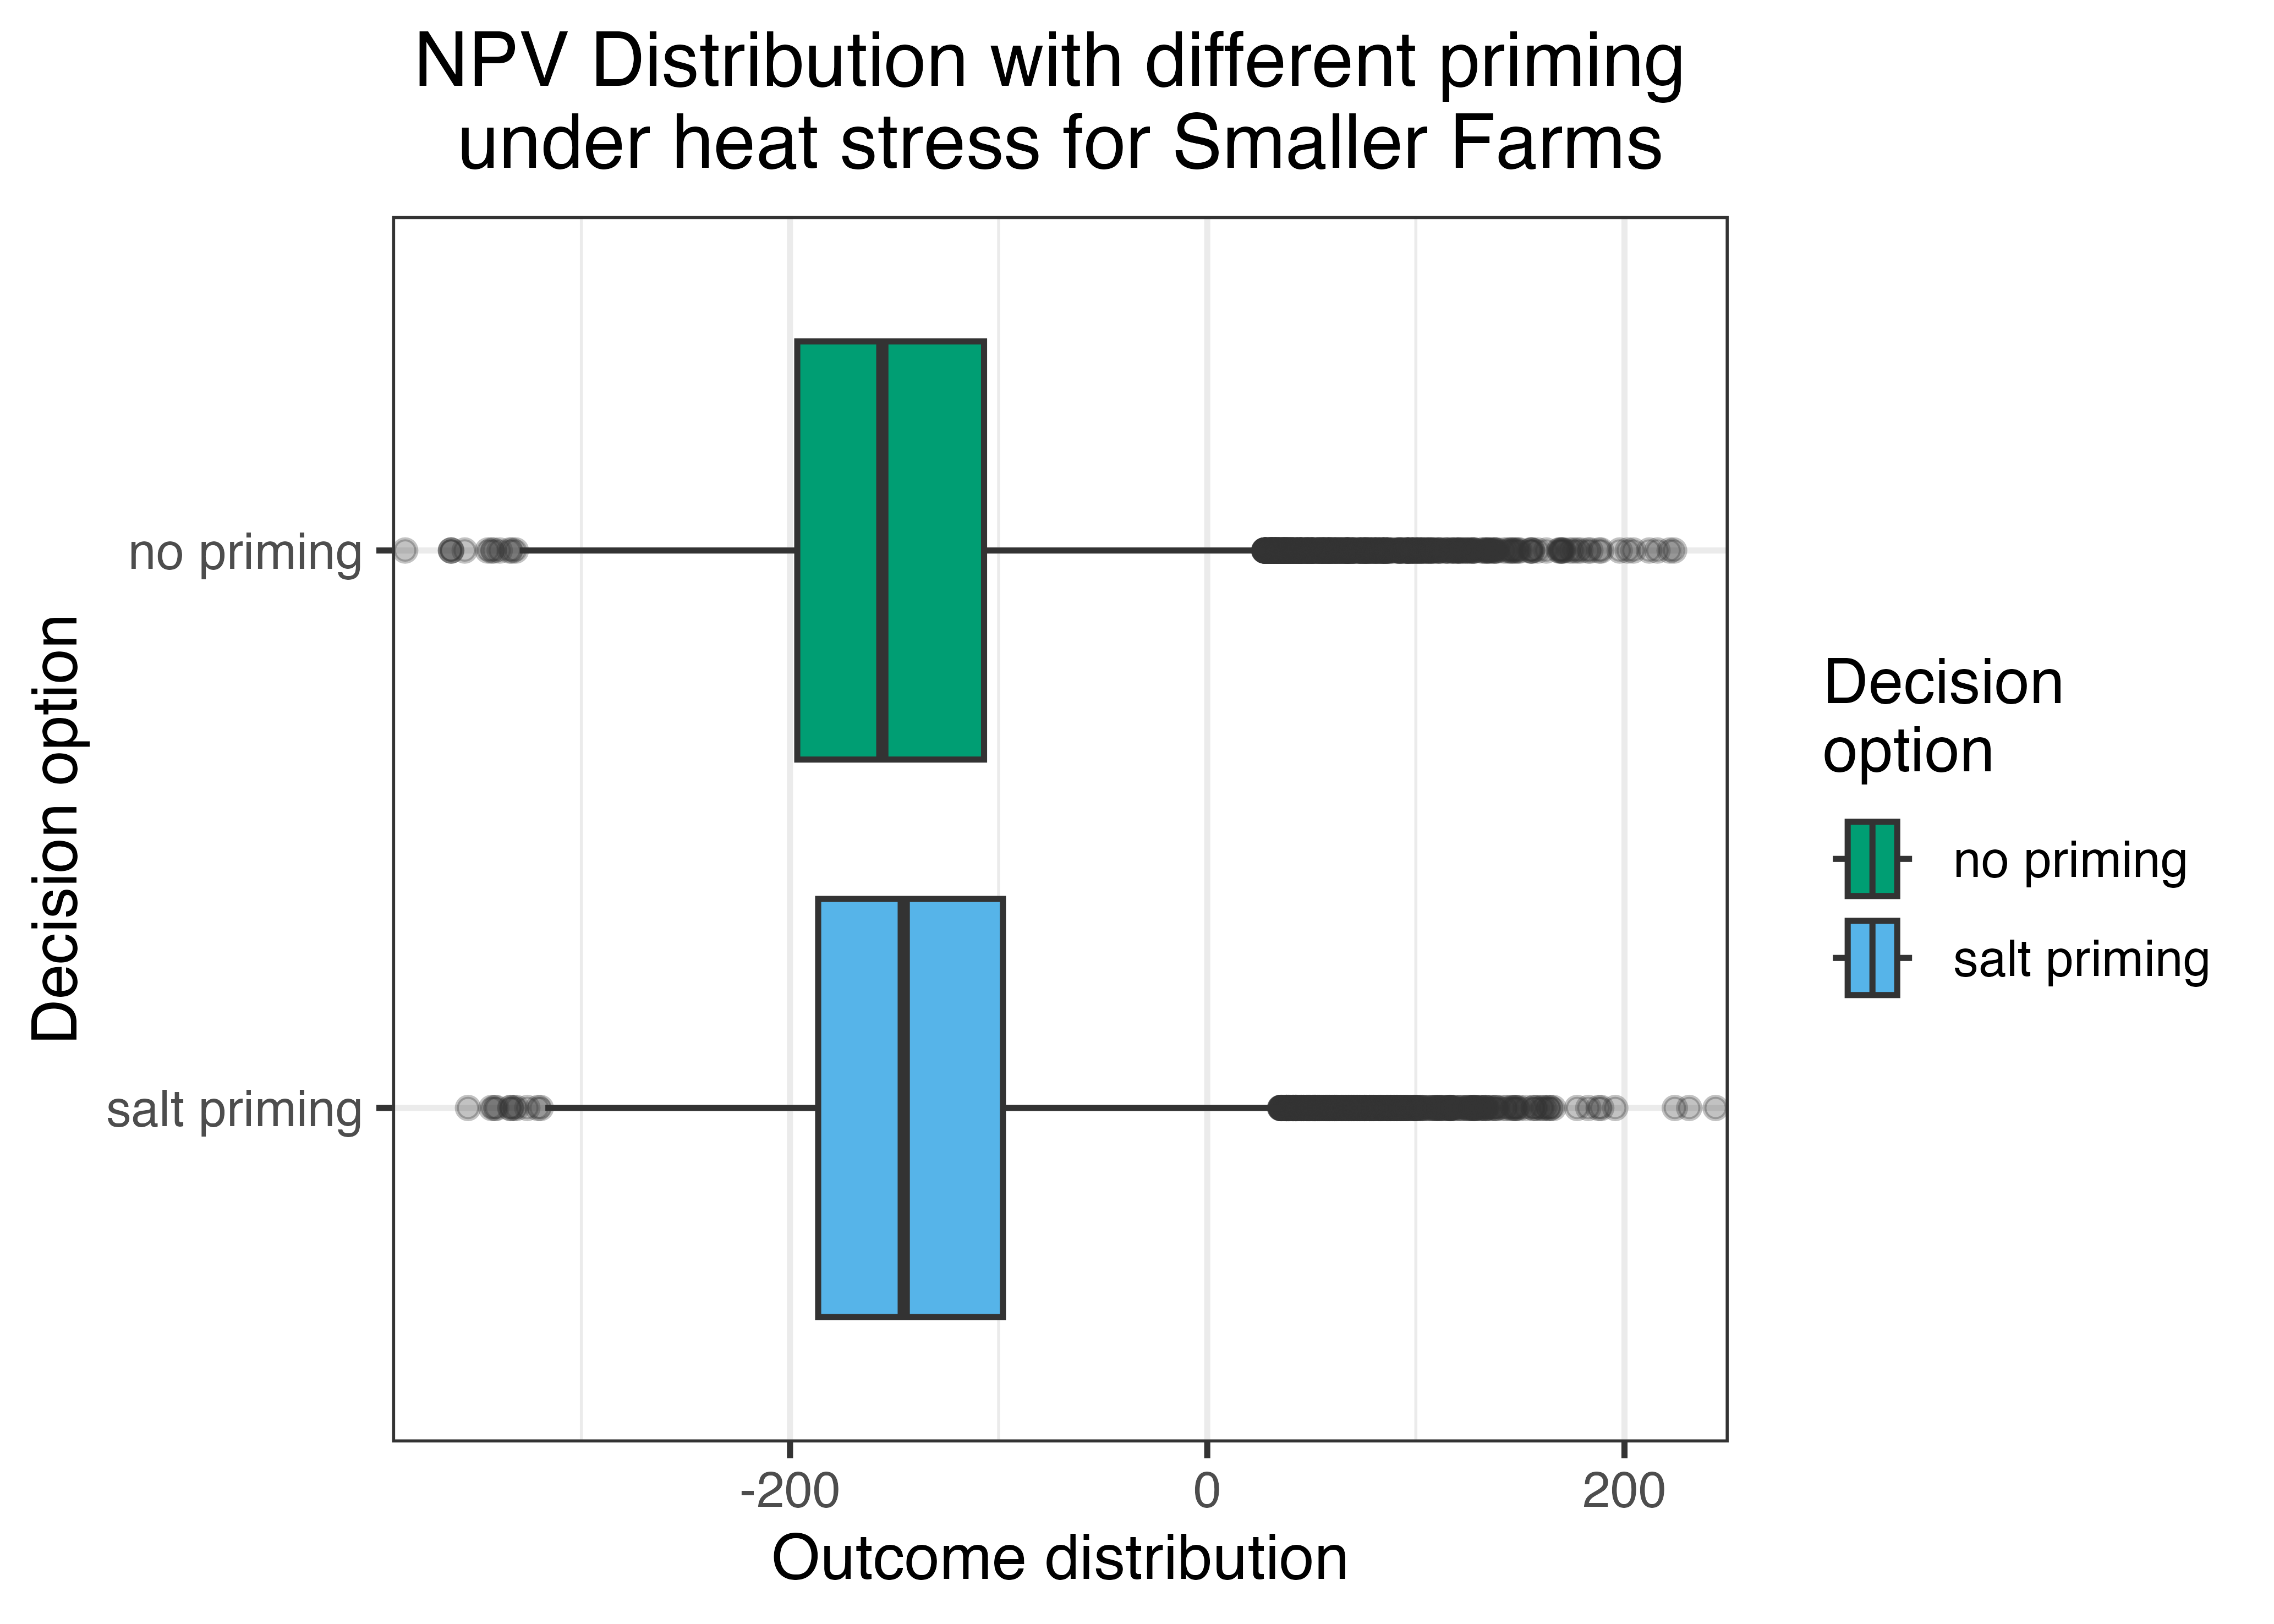 NPV Distribution with different priming
under heat stress for Smaller Farms
Decision option
no priming
salt priming
-200
0
200
Outcome distribution
Decision
option
no priming
salt priming